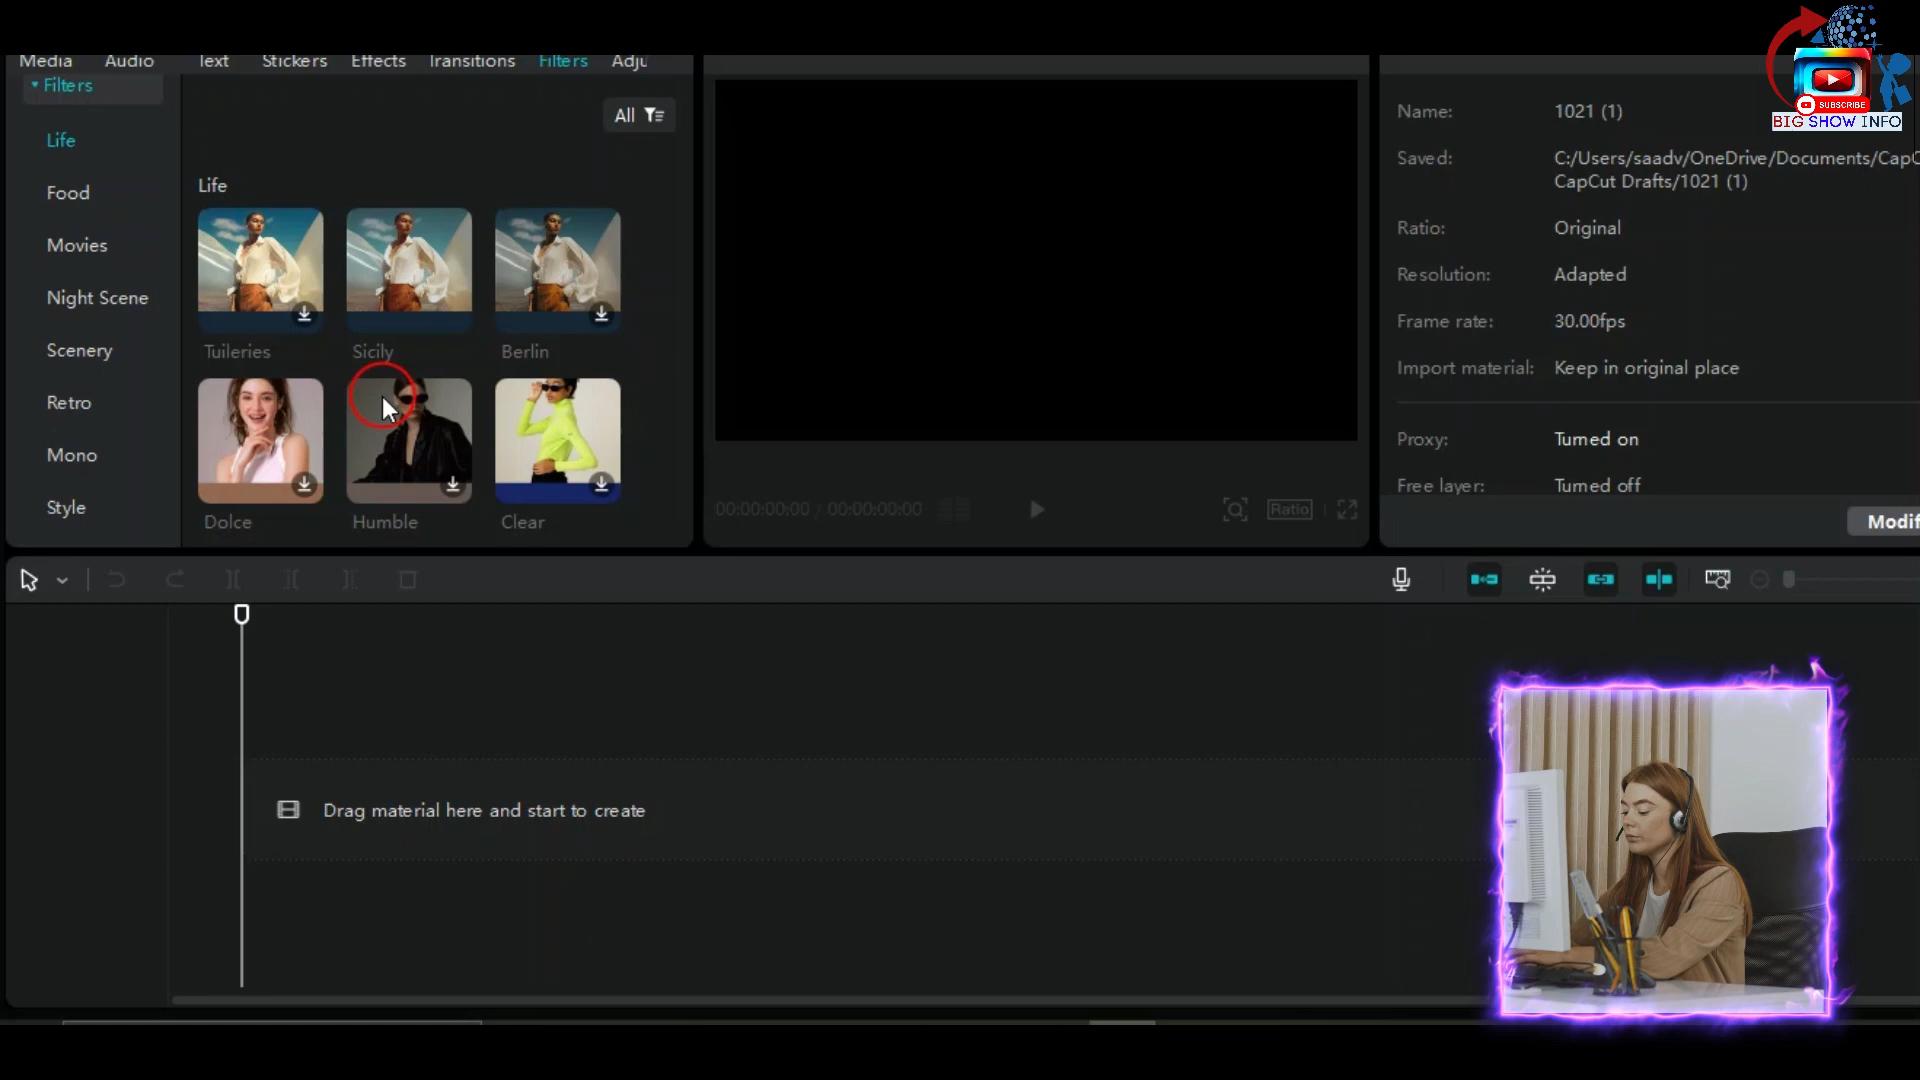 Media Audio Text Stickers Effects Transitions Filters Adju
Filters
All
Life
Food
Movies
Night Scene
Scenery
Retro
Mono
Style
Life
Tuileries Sicily Berlin
Dolce Humble Clear
00:00:00:00 / 00:00:00:00
Ratio
Name: 1021 (1)
Saved: C:/Users/saadv/OneDrive/Documents/CapC
CapCut Drafts/1021 (1)
Ratio: Original
Resolution: Adapted
Frame rate: 30.00fps
Import material: Keep in original place
Proxy: Turned on
Free layer: Turned off
Modif
SUBSCRIBE
BIG SHOW INFO
Drag material here and start to create